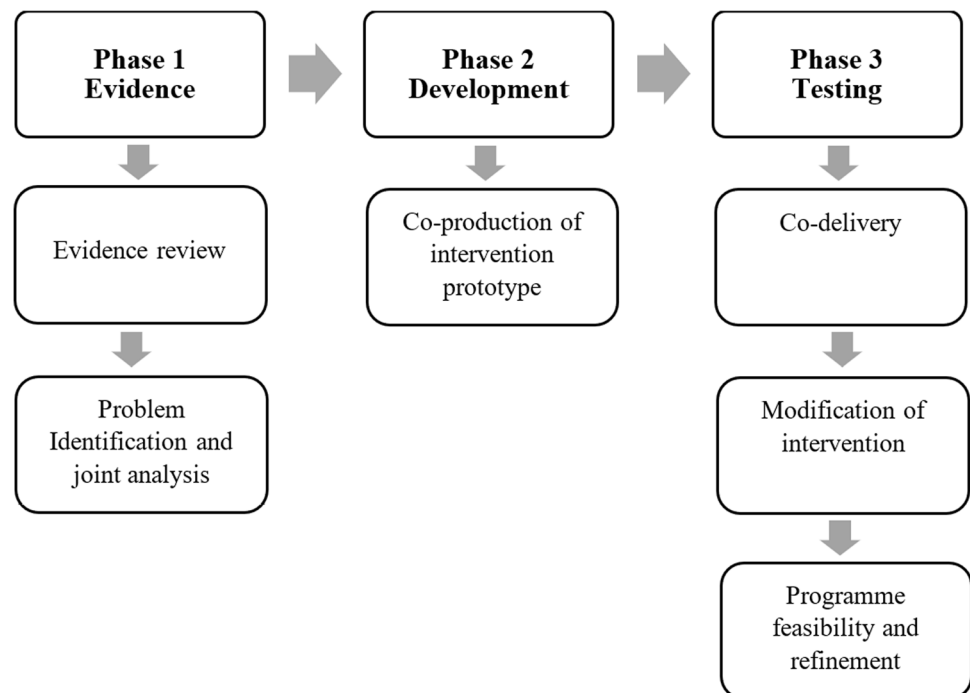 Phase 1
Evidence
Phase 2
Development
Phase 3
Testing
Evidence review
Co-production of
intervention
prototype
Co-delivery
Problem
Identification and
joint analysis
Modification of
intervention
Programme
feasibility and
refinement